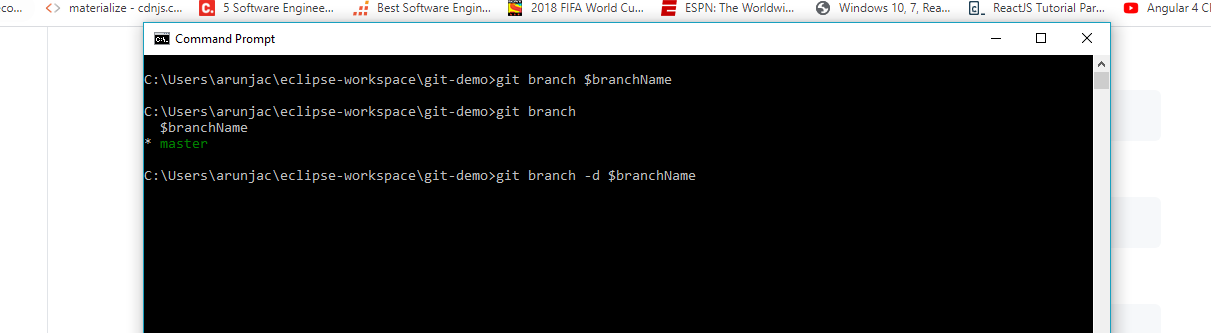 co... materialize - cdnjs.c... C. 5 Software Enginee... Best Software Engin... 2018 FIFA World Cu... ESPN: The Worldwi... Windows 10, 7, Rea... ReactJS Tutorial Par... Angular 4 Cl
C:\. Command Prompt
C:\Users\arunjac\eclipse-workspace\git-demo>git branch $branchName
C:\Users\arunjac\eclipse-workspace\git-demo>git branch
$branchName
* master
C:\Users\arunjac\eclipse-workspace\git-demo>git branch -d $branchName